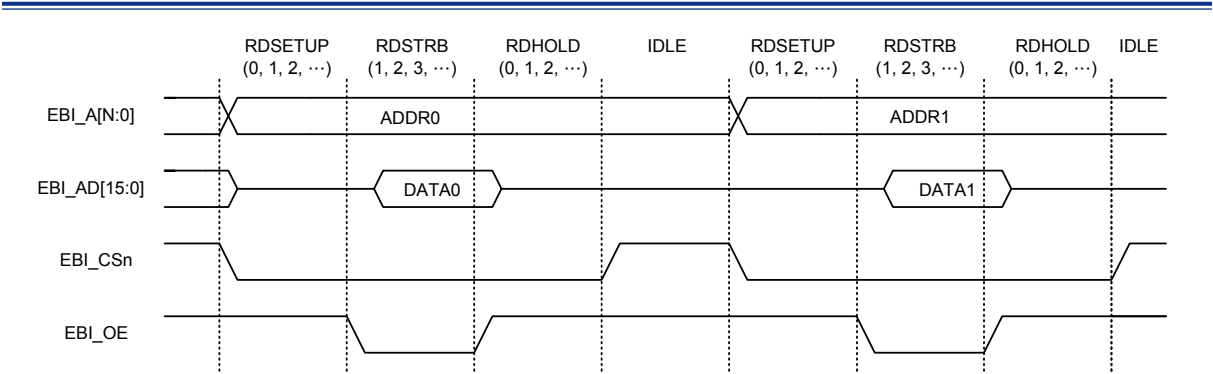 RDSETUP RDSTRB RDHOLD IDLE RDSETUP RDSTRB RDHOLD IDLE
(0, 1, 2, ⋯) (1, 2, 3, ⋯) (0, 1, 2, ⋯) (0, 1, 2, ⋯) (1, 2, 3, ⋯) (0, 1, 2, ⋯)
EBI_A[N:0] ADDR0 ADDR1
EBI_AD[15:0] DATA0 DATA1
EBI_CSn
EBI_OE